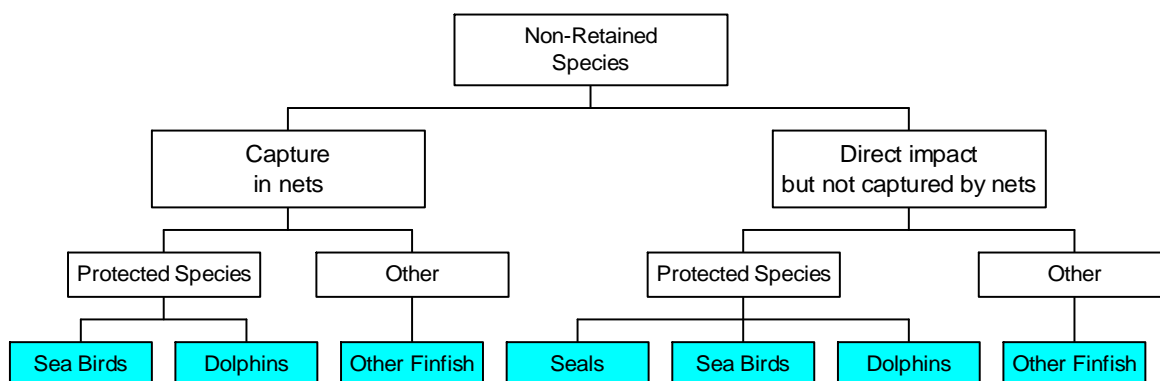 Non-Retained
Species
Capture
in nets
Direct impact
but not captured by nets
Protected Species
Other
Protected Species
Other
Sea Birds
Dolphins
Other Finfish
Seals
Sea Birds
Dolphins
Other Finfish